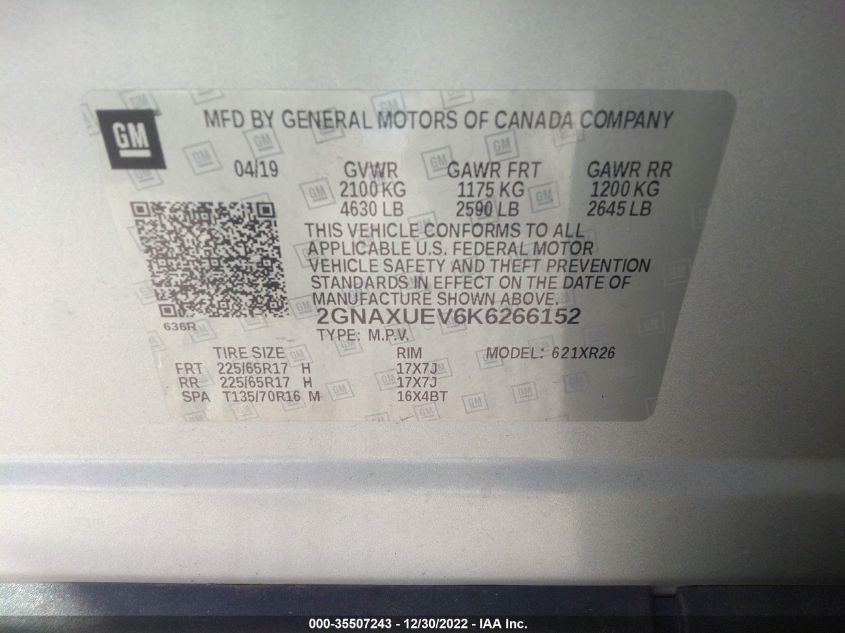 GM
MFD BY GENERAL MOTORS OF CANADA COMPANY
04/19 GVWR GAWR FRT GAWR RR
2100 KG 1175 KG 1200 KG
4630 LB 2590 LB 2645 LB
THIS VEHICLE CONFORMS TO ALL
APPLICABLE U.S. FEDERAL MOTOR
VEHICLE SAFETY AND THEFT PREVENTION
STANDARDS IN EFFECT ON THE DATE OF
MANUFACTURE SHOWN ABOVE.
636R
2GNAXUEV6K6266152
TYPE: M.P.V.
TIRE SIZE RIM MODEL: 621XR26
FRT 225/65R17 H 17X7J
RR 225/65R17 H 17X7J
SPA T135/70R16 M 16X4BT
000-35507243 - 12/30/2022 - IAA Inc.